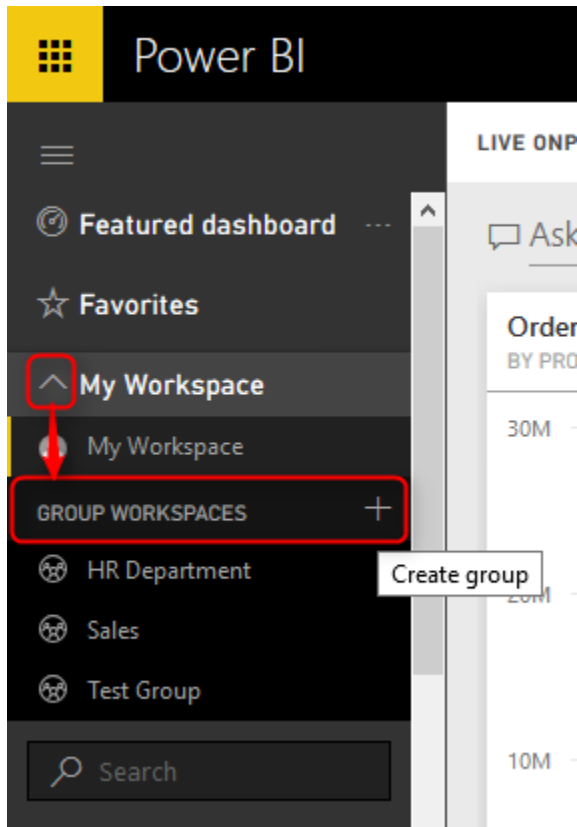 Power BI
LIVE ONP
Featured dashboard ...
Ask
Favorites
Order
BY PRO
My Workspace
30M
My Workspace
GROUP WORKSPACES +
HR Department
Create group
Sales
Test Group
10M
Search